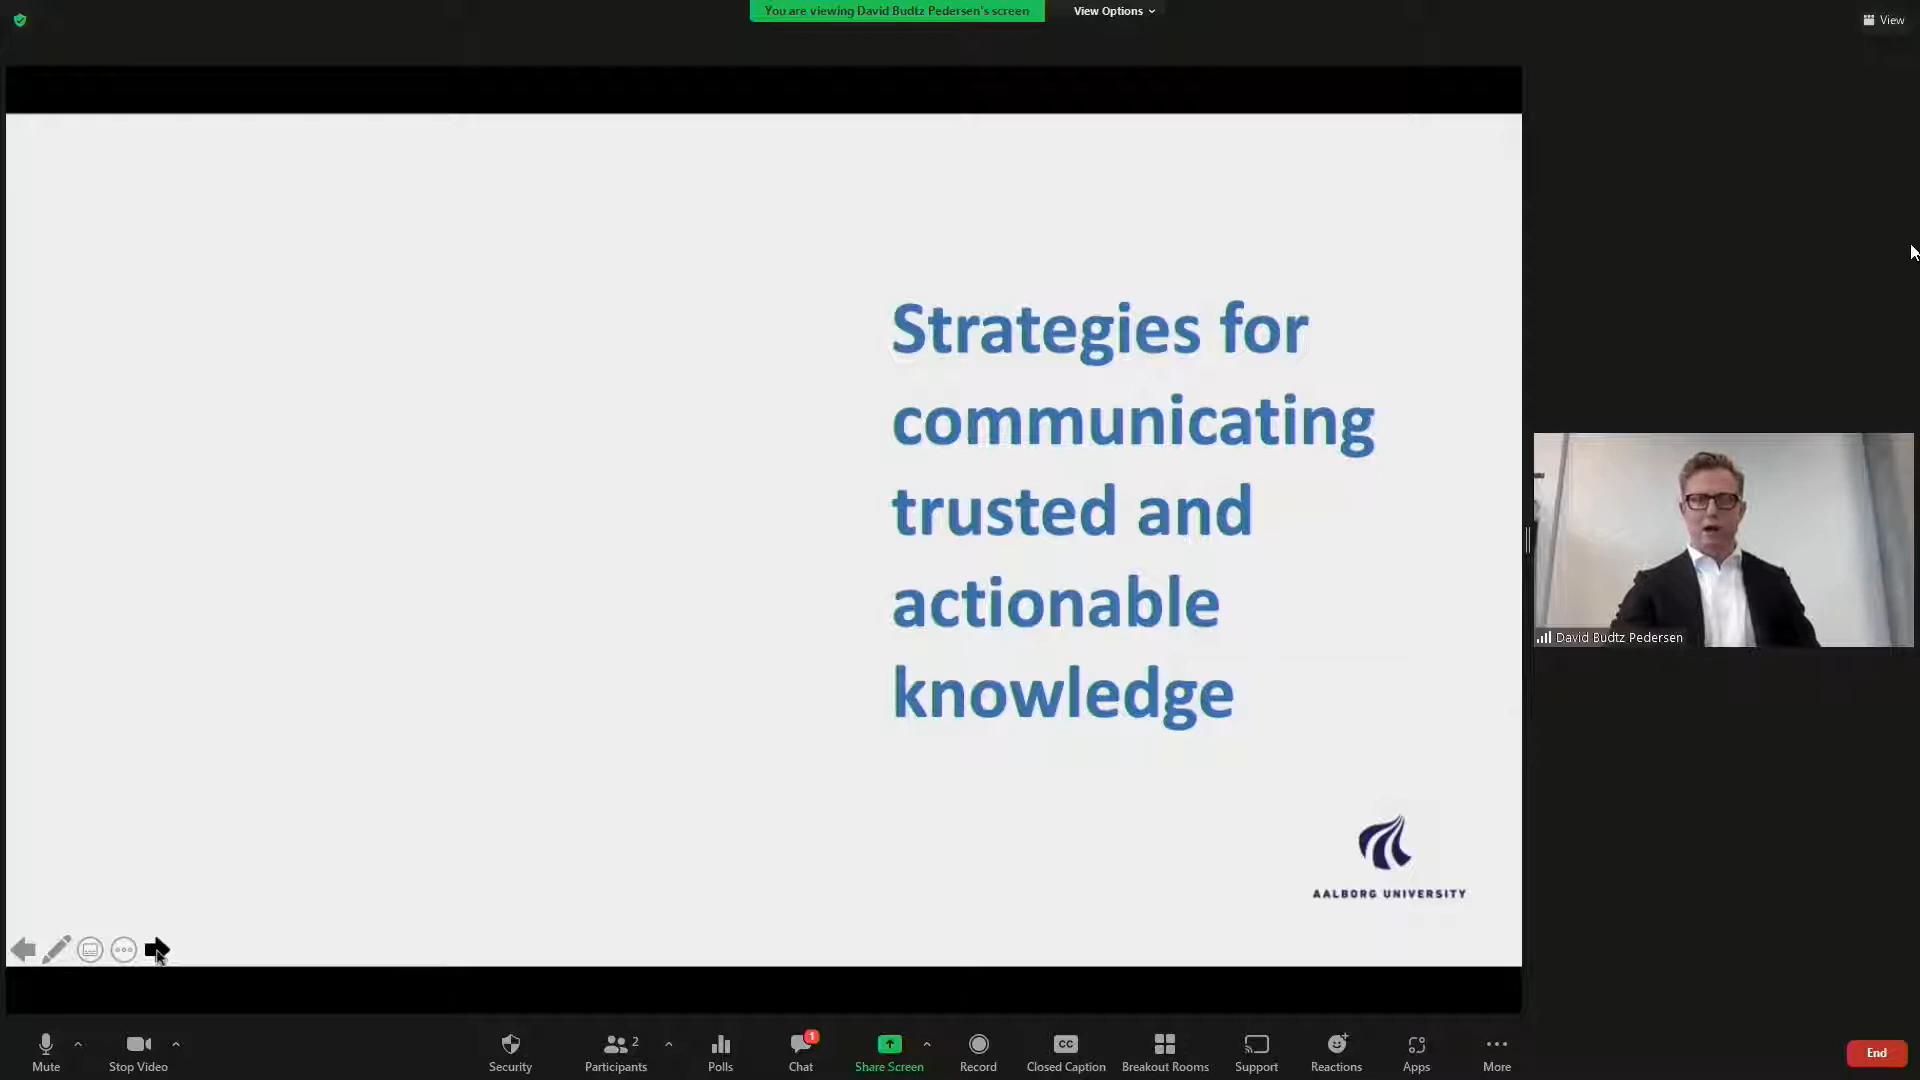 You are viewing David Budtz Pedersen's screen
View Options
View
Strategies for
communicating
trusted and
actionable
knowledge
AALBORG UNIVERSITY
David Budtz Pedersen
Mute
Stop Video
Security
Participants
2
Polls
Chat
1
Share Screen
Record
CC
Closed Caption
Breakout Rooms
Support
Reactions
Apps
More
End